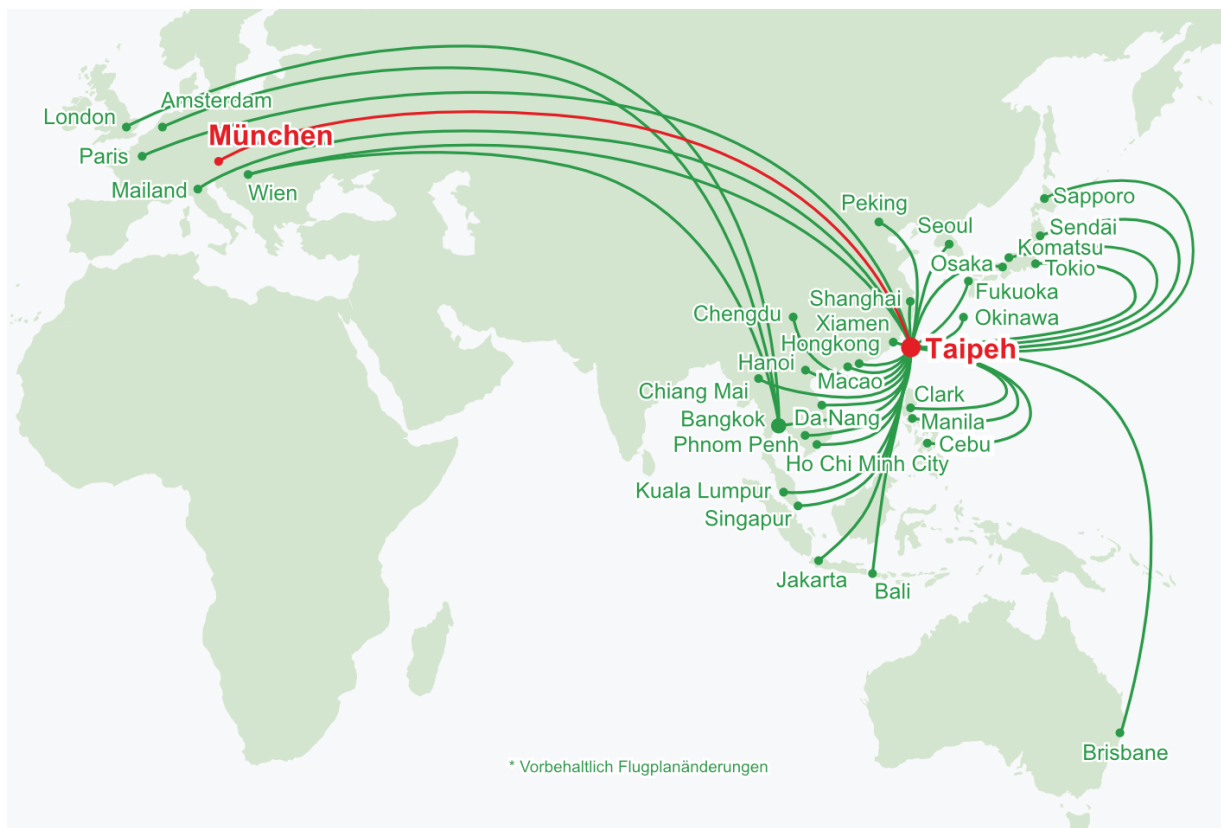 London
Amsterdam
München
Paris
Mailand
Wien
Peking
Seoul
Sapporo
Sendai
Komatsu
Osaka
Tokio
Fukuoka
Shanghai
Chengdu
Xiamen
Okinawa
Hongkong
Taipeh
Hanoi
Macao
Chiang Mai
Clark
Bangkok
Da Nang
Manila
Phnom Penh
Cebu
Ho Chi Minh City
Kuala Lumpur
Singapur
Jakarta
Bali
Brisbane
* Vorbehaltlich Flugplanänderungen